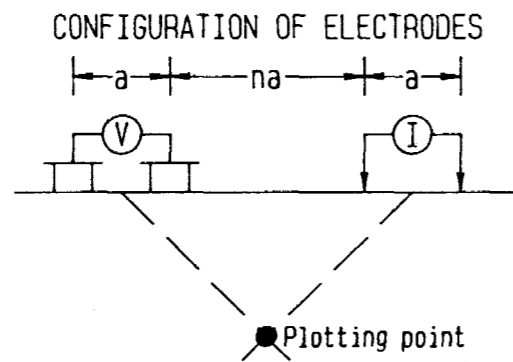 CONFIGURATION OF ELECTRODES
a na a
V I
Plotting point